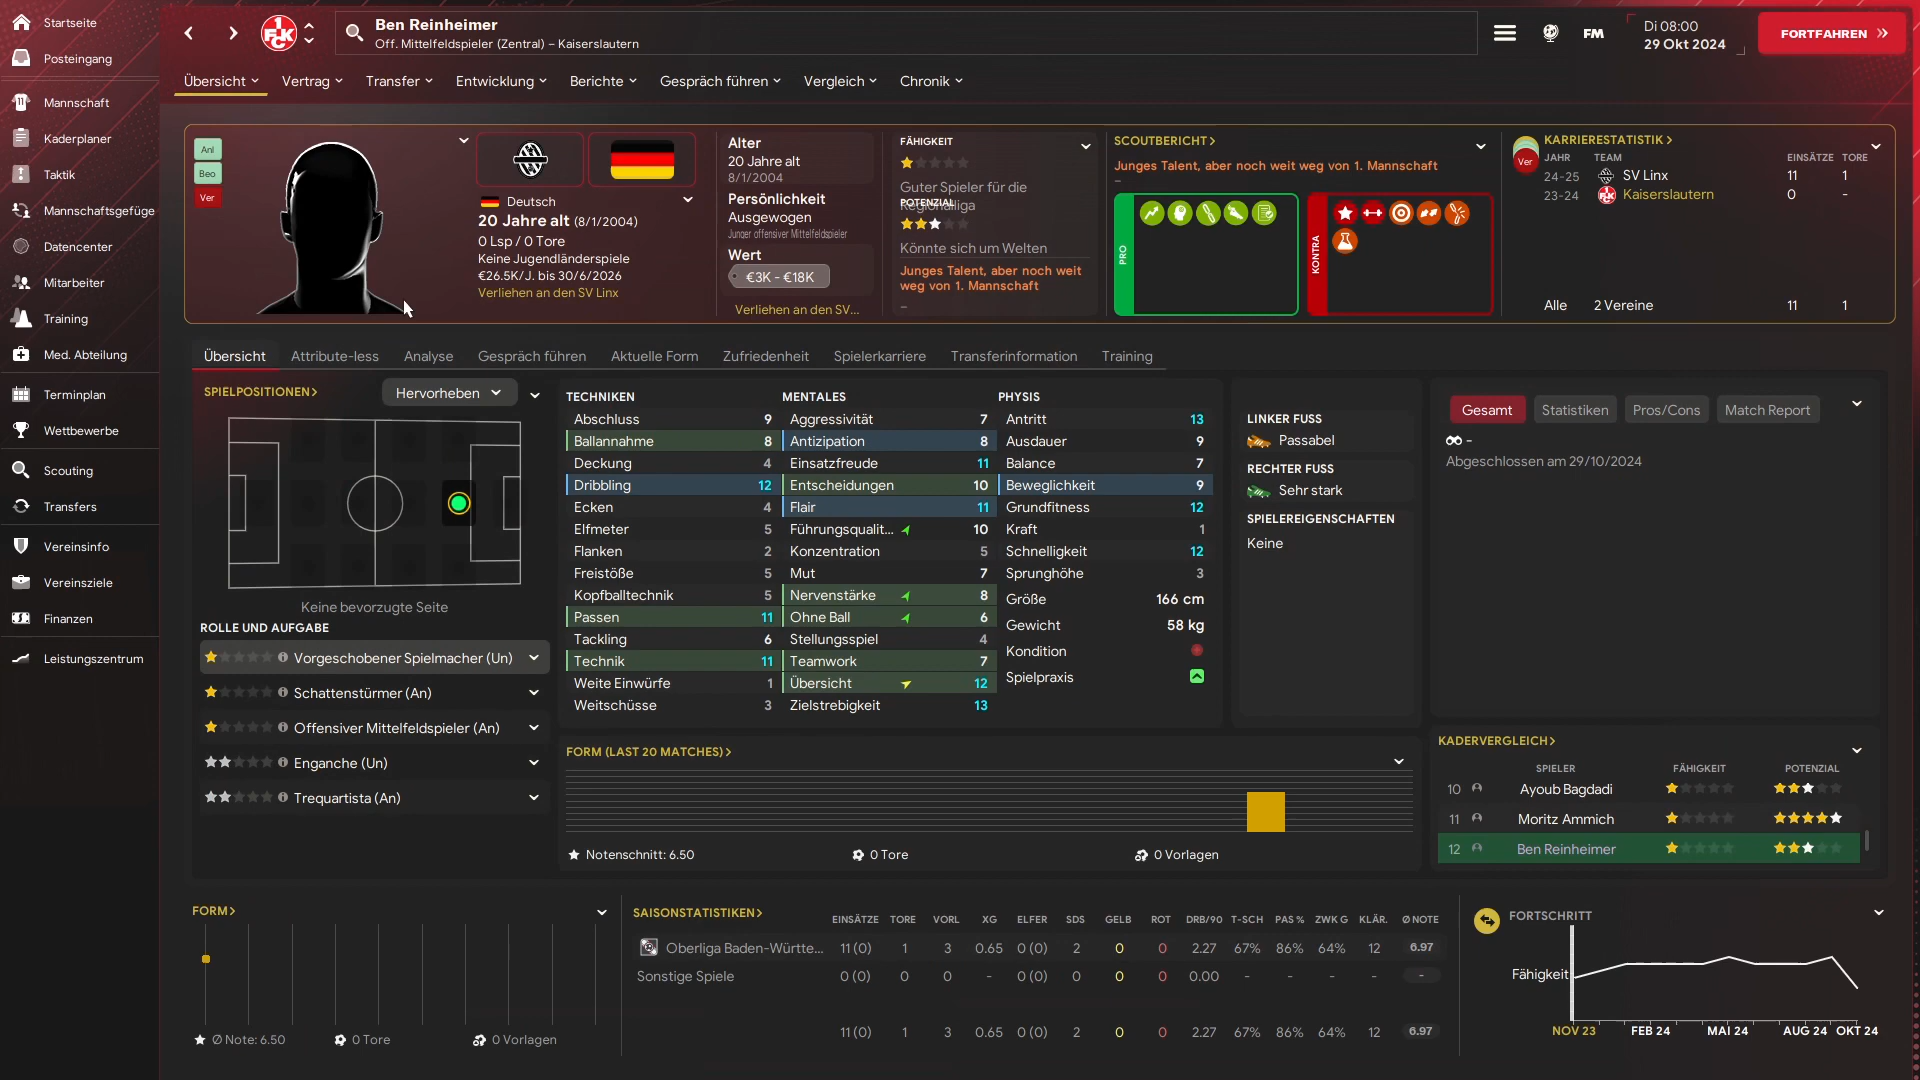 Startseite
Posteingang
Mannschaft
Kaderplaner
Taktik
Mannschaftsgefüge
Datencenter
Mitarbeiter
Training
Med. Abteilung
Terminplan
Wettbewerbe
Scouting
Transfers
Vereinsinfo
Vereinsziele
Finanzen
Leistungszentrum
Ben Reinheimer
Off. Mittelfeldspieler (Zentral) – Kaiserslautern
FM
Di 08:00
29 Okt 2024
FORTFAHREN
Übersicht
Vertrag
Transfer
Entwicklung
Berichte
Gespräch führen
Vergleich
Chronik
Anl
Beo
Ver
Deutsch
20 Jahre alt (8/1/2004)
0 Lsp / 0 Tore
Keine Jugendländerspiele
€26.5K/J. bis 30/6/2026
Verliehen an den SV Linx
Alter
20 Jahre alt
8/1/2004
Persönlichkeit
Ausgewogen
Junger offensiver Mittelfeldspieler
Wert
€3K - €18K
Verliehen an den SV...
FÄHIGKEIT
Guter Spieler für die
Regionalliga
POTENZIAL
Könnte sich um Welten
Junges Talent, aber noch weit
weg von 1. Mannschaft
–
SCOUTBERICHT>
Junges Talent, aber noch weit weg von 1. Mannschaft
–
PRO
KONTRA
Ver
KARRIERESTATISTIK>
JAHR TEAM EINSÄTZE TORE
24-25 SV Linx 11 1
23-24 Kaiserslautern 0 -
Alle 2 Vereine 11 1
Übersicht Attribute-less Analyse Gespräch führen Aktuelle Form Zufriedenheit Spielerkarriere Transferinformation Training
SPIELPOSITIONEN>
Hervorheben
Keine bevorzugte Seite
ROLLE UND AUFGABE
Vorgeschobener Spielmacher (Un)
Schattenstürmer (An)
Offensiver Mittelfeldspieler (An)
Enganche (Un)
Trequartista (An)
TECHNIKEN
Abschluss 9
Ballannahme 8
Deckung 4
Dribbling 12
Ecken 4
Elfmeter 5
Flanken 2
Freistöße 5
Kopfballtechnik 5
Passen 11
Tackling 6
Technik 11
Weite Einwürfe 1
Weitschüsse 3
MENTALES
Aggressivität 7
Antizipation 8
Einsatzfreude 11
Entscheidungen 10
Flair 11
Führungsqualit... 10
Konzentration 5
Mut 7
Nervenstärke 8
Ohne Ball 6
Stellungsspiel 4
Teamwork 7
Übersicht 12
Zielstrebigkeit 13
PHYSIS
Antritt 13
Ausdauer 9
Balance 7
Beweglichkeit 9
Grundfitness 12
Kraft 1
Schnelligkeit 12
Sprunghöhe 3
Größe 166 cm
Gewicht 58 kg
Kondition
Spielpraxis
LINKER FUSS
Passabel
RECHTER FUSS
Sehr stark
SPIELEREIGENSCHAFTEN
Keine
Gesamt Statistiken Pros/Cons Match Report
-
Abgeschlossen am 29/10/2024
FORM (LAST 20 MATCHES)>
Notenschnitt: 6.50
0 Tore
0 Vorlagen
KADERVERGLEICH>
SPIELER FÄHIGKEIT POTENZIAL
10 Ayoub Bagdadi
11 Moritz Ammich
12 Ben Reinheimer
FORM>
Ø Note: 6.50
0 Tore
0 Vorlagen
SAISONSTATISTIKEN>
EINSÄTZE TORE VORL XG ELFER SDS GELB ROT DRB/90 T-SCH PAS % ZWK G KLÄR. Ø NOTE
Oberliga Baden-Württe... 11 (0) 1 3 0.65 0 (0) 2 0 0 2.27 67% 86% 64% 12 6.97
Sonstige Spiele 0 (0) 0 0 - 0 (0) 0 0 0 0.00 - - - - -
11 (0) 1 3 0.65 0 (0) 2 0 0 2.27 67% 86% 64% 12 6.97
FORTSCHRITT
Fähigkeit
NOV 23 FEB 24 MAI 24 AUG 24 OKT 24